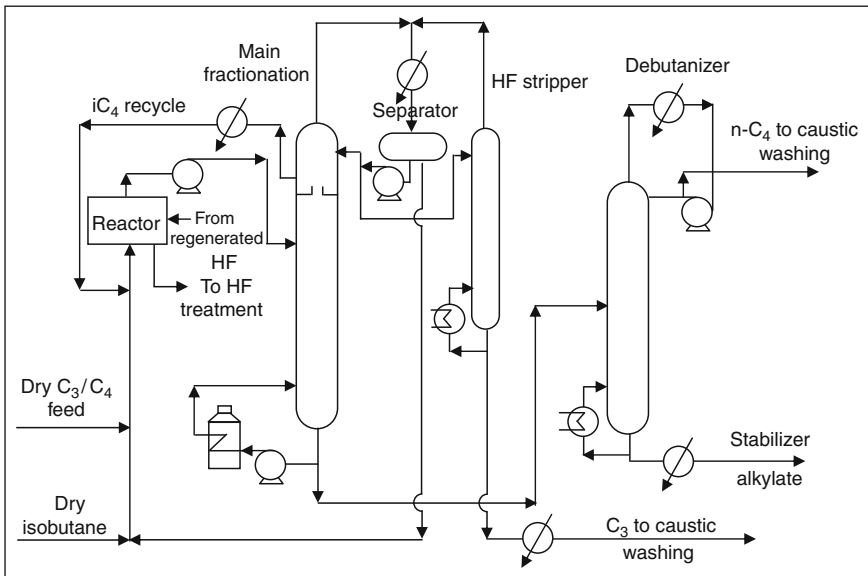 Main
fractionation
iC4 recycle
Separator
HF stripper
Debutanizer
n-C4 to caustic
washing
Reactor
From
regenerated
HF
To HF
treatment
Dry C3/C4
feed
Stabilizer
alkylate
Dry
isobutane
C3 to caustic
washing